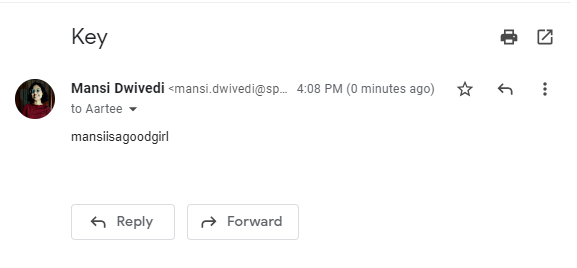 Key
Mansi Dwivedi <mansi.dwivedi@sp... 4:08 PM (0 minutes ago)
to Aartee
mansiisagoodgirl
Reply Forward